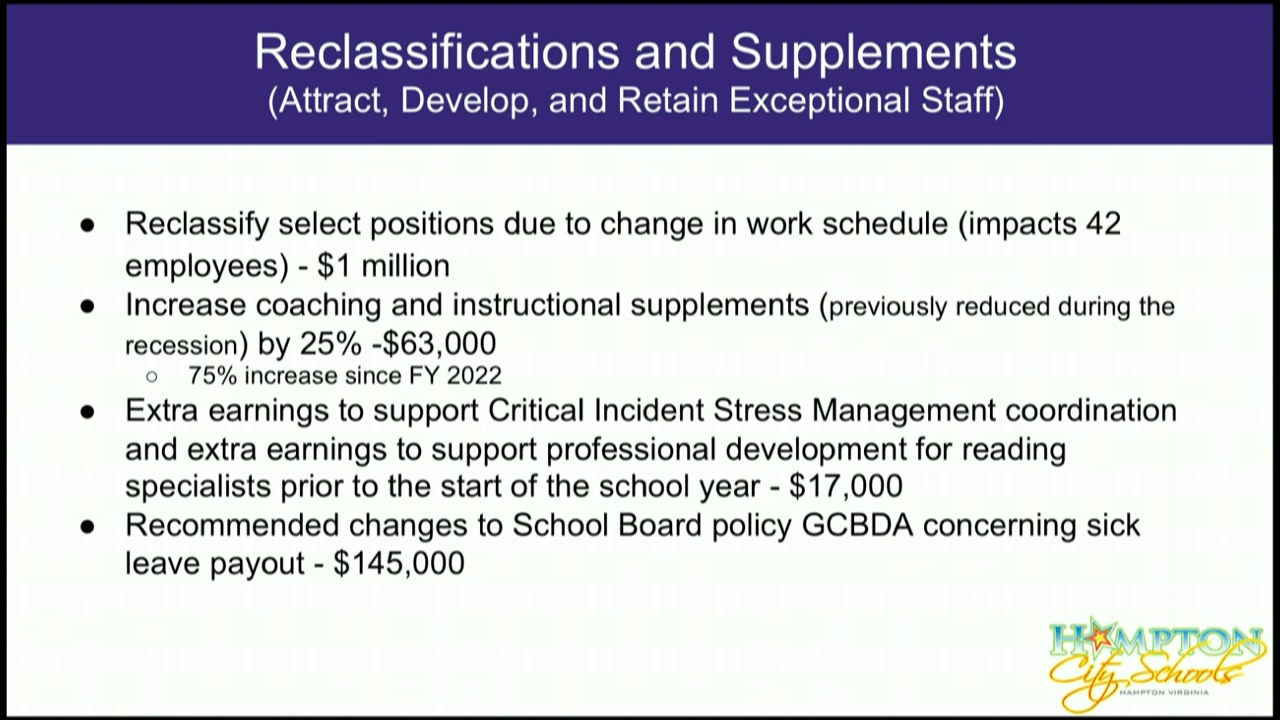 Reclassifications and Supplements
(Attract, Develop, and Retain Exceptional Staff)
● Reclassify select positions due to change in work schedule (impacts 42
employees) - $1 million
● Increase coaching and instructional supplements (previously reduced during the
recession) by 25% -$63,000
○ 75% increase since FY 2022
● Extra earnings to support Critical Incident Stress Management coordination
and extra earnings to support professional development for reading
specialists prior to the start of the school year - $17,000
● Recommended changes to School Board policy GCBDA concerning sick
leave payout - $145,000
HAMPTON
City Schools
HAMPTON VIRGINIA